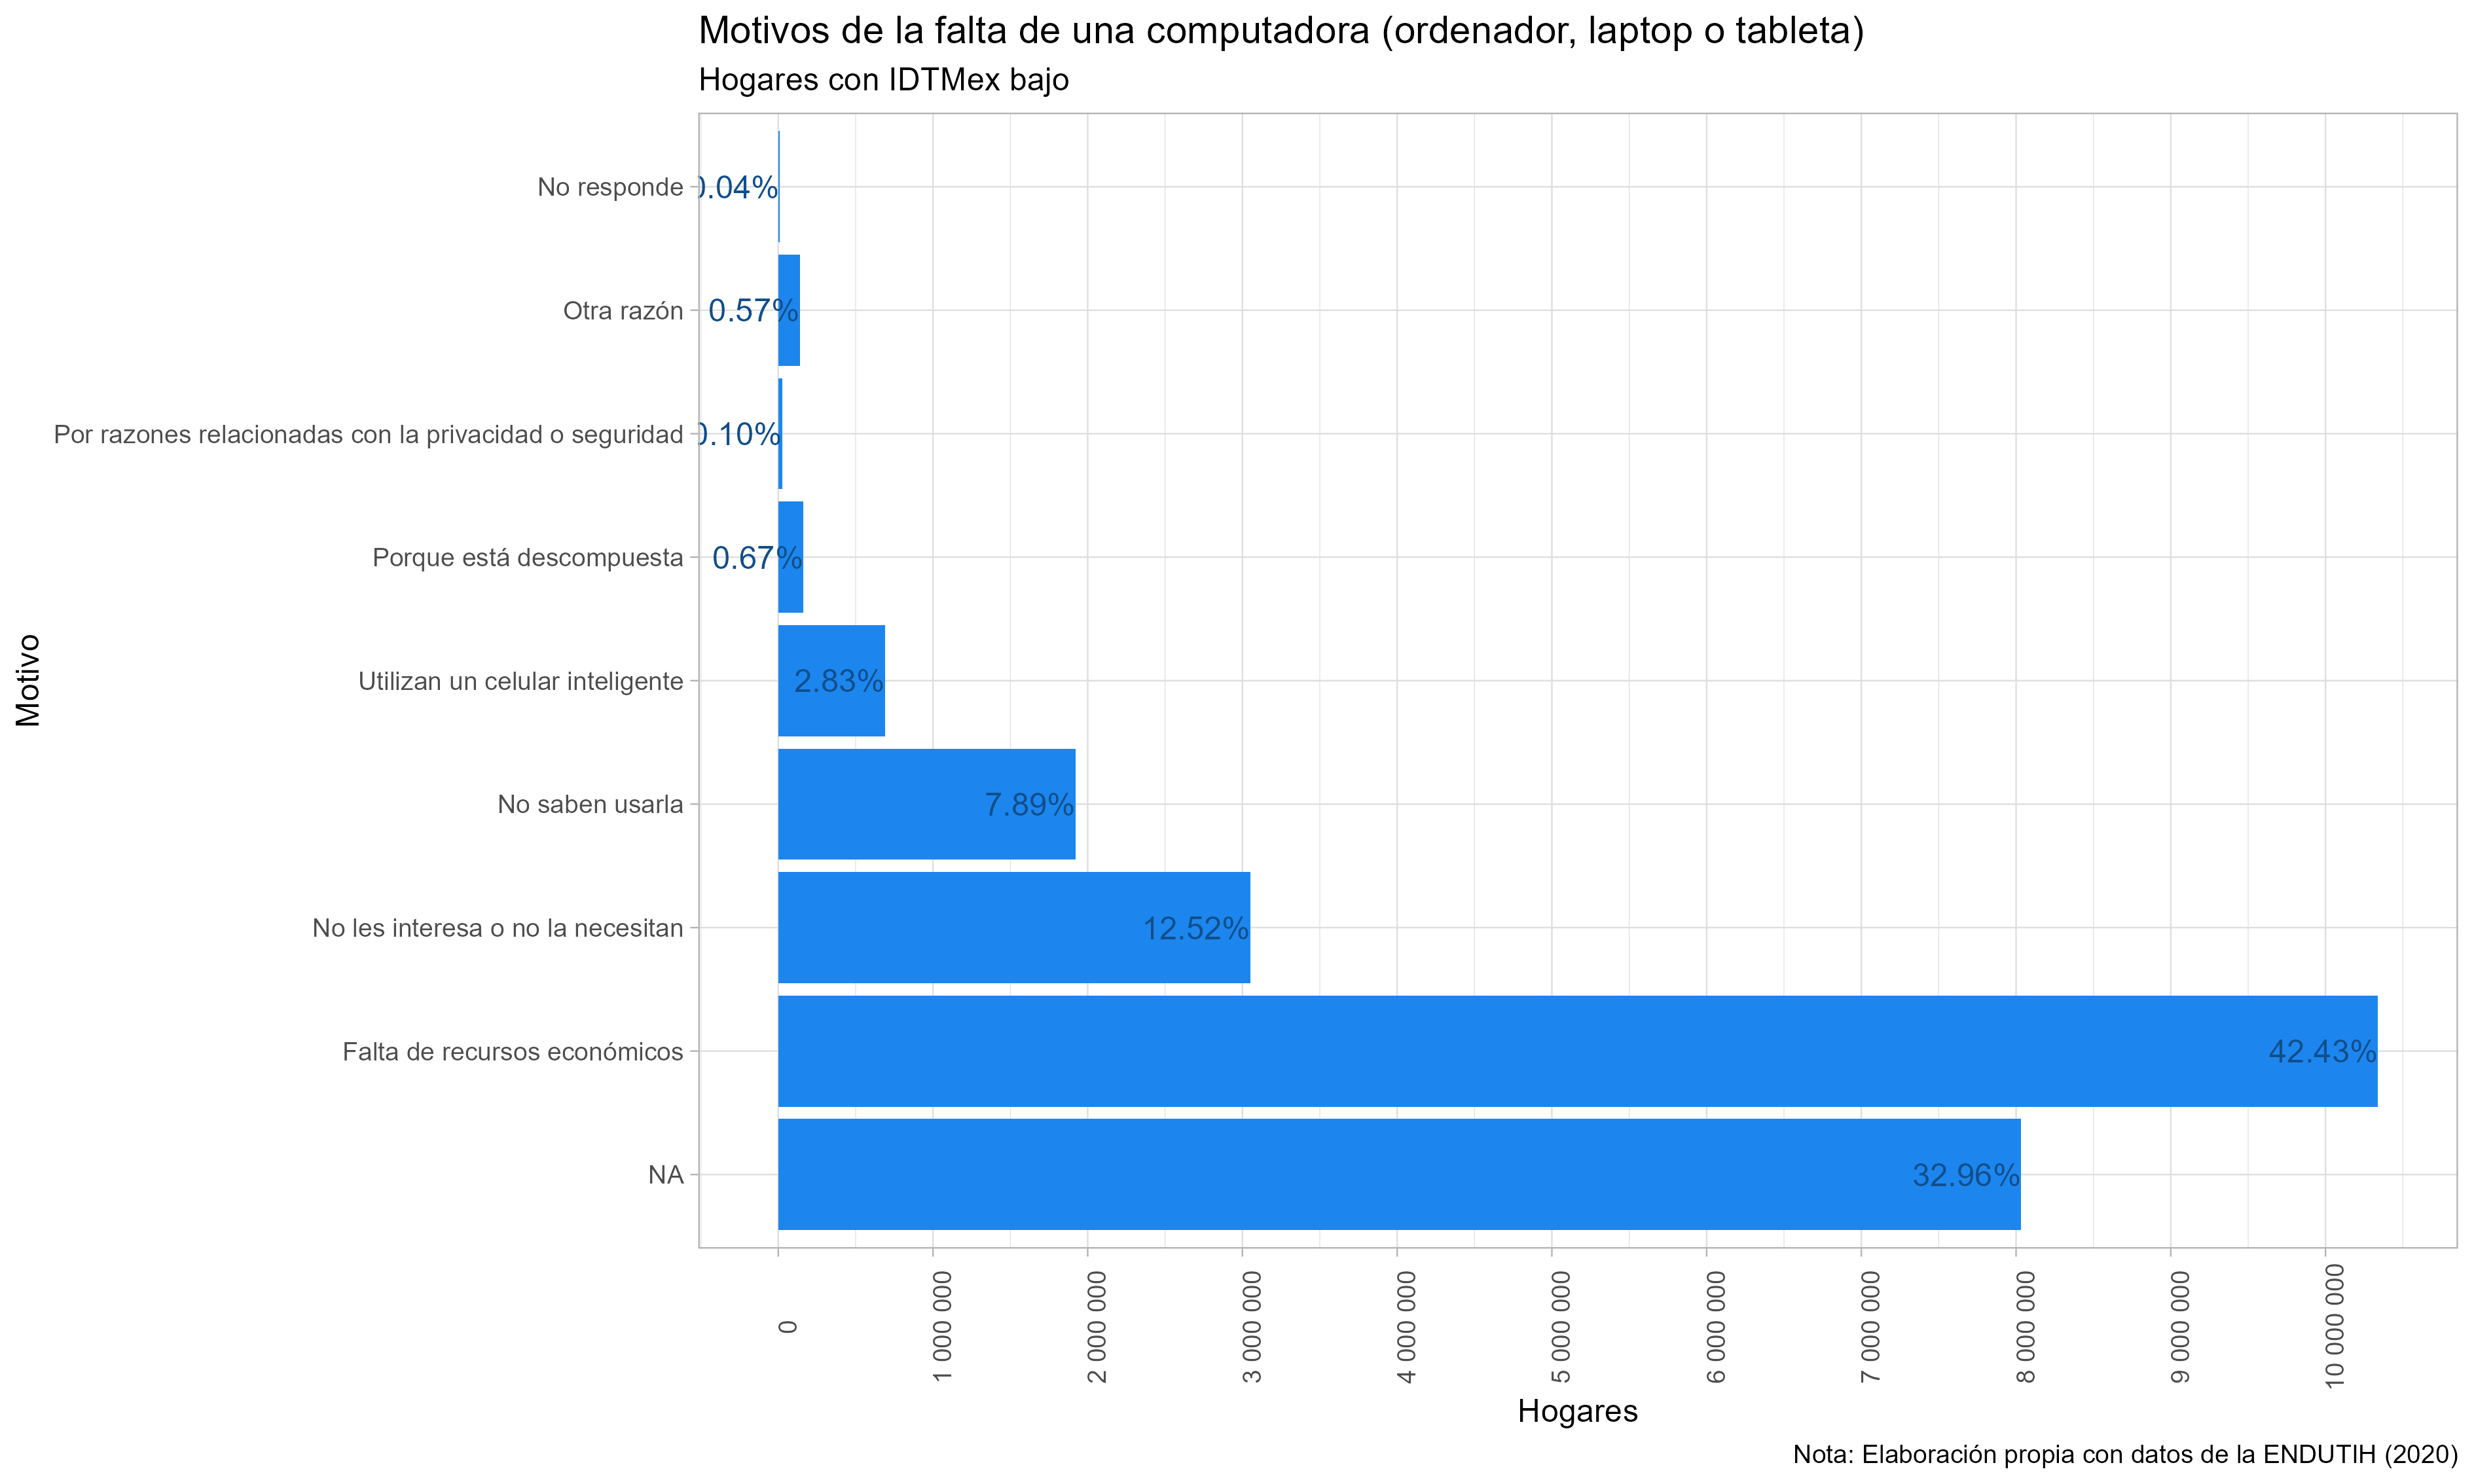 Motivos de la falta de una computadora (ordenador, laptop o tableta)
Hogares con IDTMex bajo
Motivo
No responde
0.04%
Otra razón
0.57%
Por razones relacionadas con la privacidad o seguridad
0.10%
Porque está descompuesta
0.67%
Utilizan un celular inteligente
2.83%
No saben usarla
7.89%
No les interesa o no la necesitan
12.52%
Falta de recursos económicos
42.43%
NA
32.96%
0
1 000 000
2 000 000
3 000 000
4 000 000
5 000 000
6 000 000
7 000 000
8 000 000
9 000 000
10 000 000
Hogares
Nota: Elaboración propia con datos de la ENDUTIH (2020)